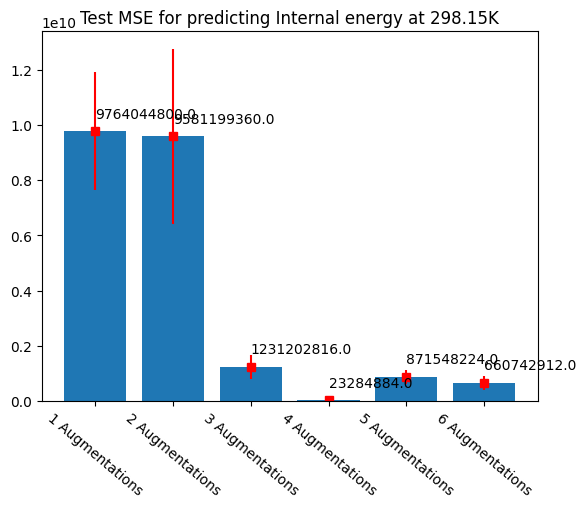 Test MSE for predicting Internal energy at 298.15K
1e10
1.2
1.0
0.8
0.6
0.4
0.2
0.0
9764044800.0
9581199360.0
1231202816.0
23284884.0
871548224.0
660742912.0
1 Augmentations
2 Augmentations
3 Augmentations
4 Augmentations
5 Augmentations
6 Augmentations